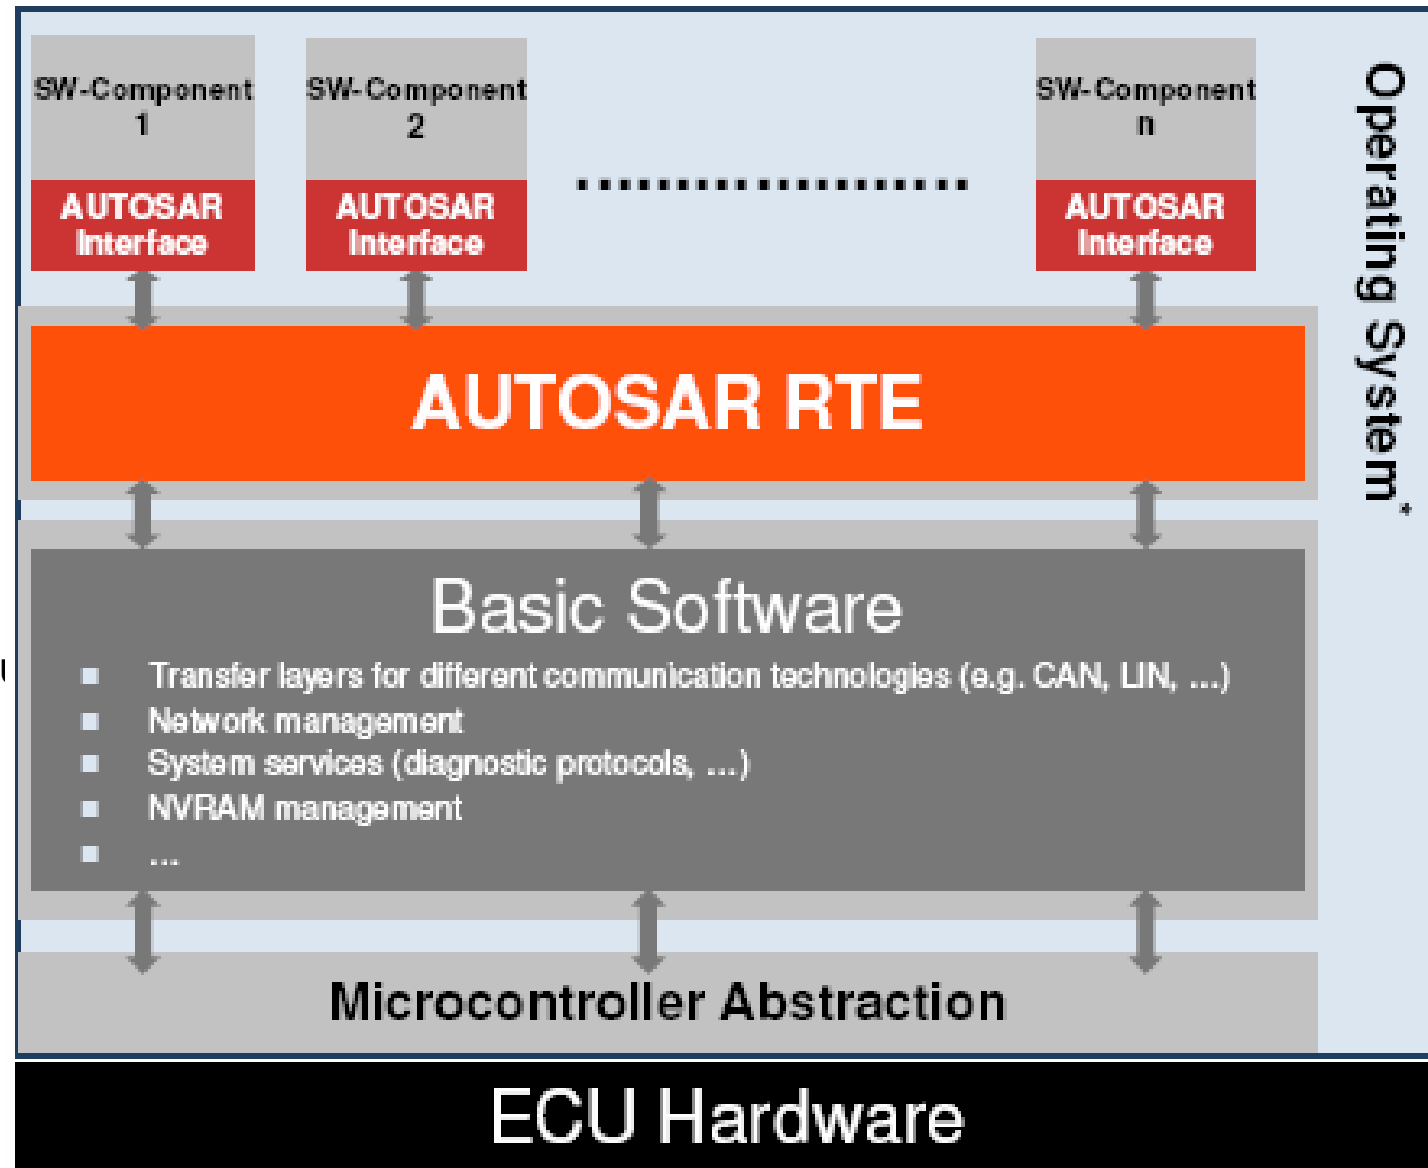 SW-Component
1
AUTOSAR
Interface
SW-Component
2
AUTOSAR
Interface
....................
SW-Component
n
AUTOSAR
Interface
Operating System*
AUTOSAR RTE
Basic Software
Transfer layers for different communication technologies (e.g. CAN, LIN, ...)
Network management
System services (diagnostic protocols, ...)
NVRAM management
...
Microcontroller Abstraction
ECU Hardware